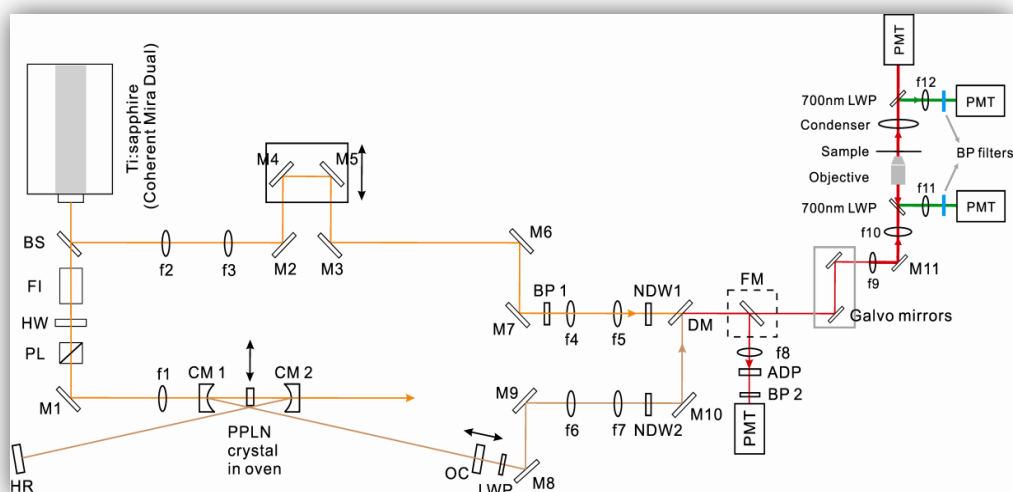 PMT
f12
700nm LWP
PMT
Condenser
Sample
BP filters
Objective
f11
700nm LWP
PMT
f10
M11
f9
Galvo mirrors
Ti:sapphire
(Coherent Mira Dual)
M4
M5
BS
f2
f3
M2
M3
M6
FI
HW
PL
M7
BP 1
NDW1
f4
f5
DM
FM
f8
ADP
BP 2
PMT
M1
f1
CM 1
CM 2
PPLN
crystal
in oven
M9
f6
f7
NDW2
M10
HR
OC
LWP
M8